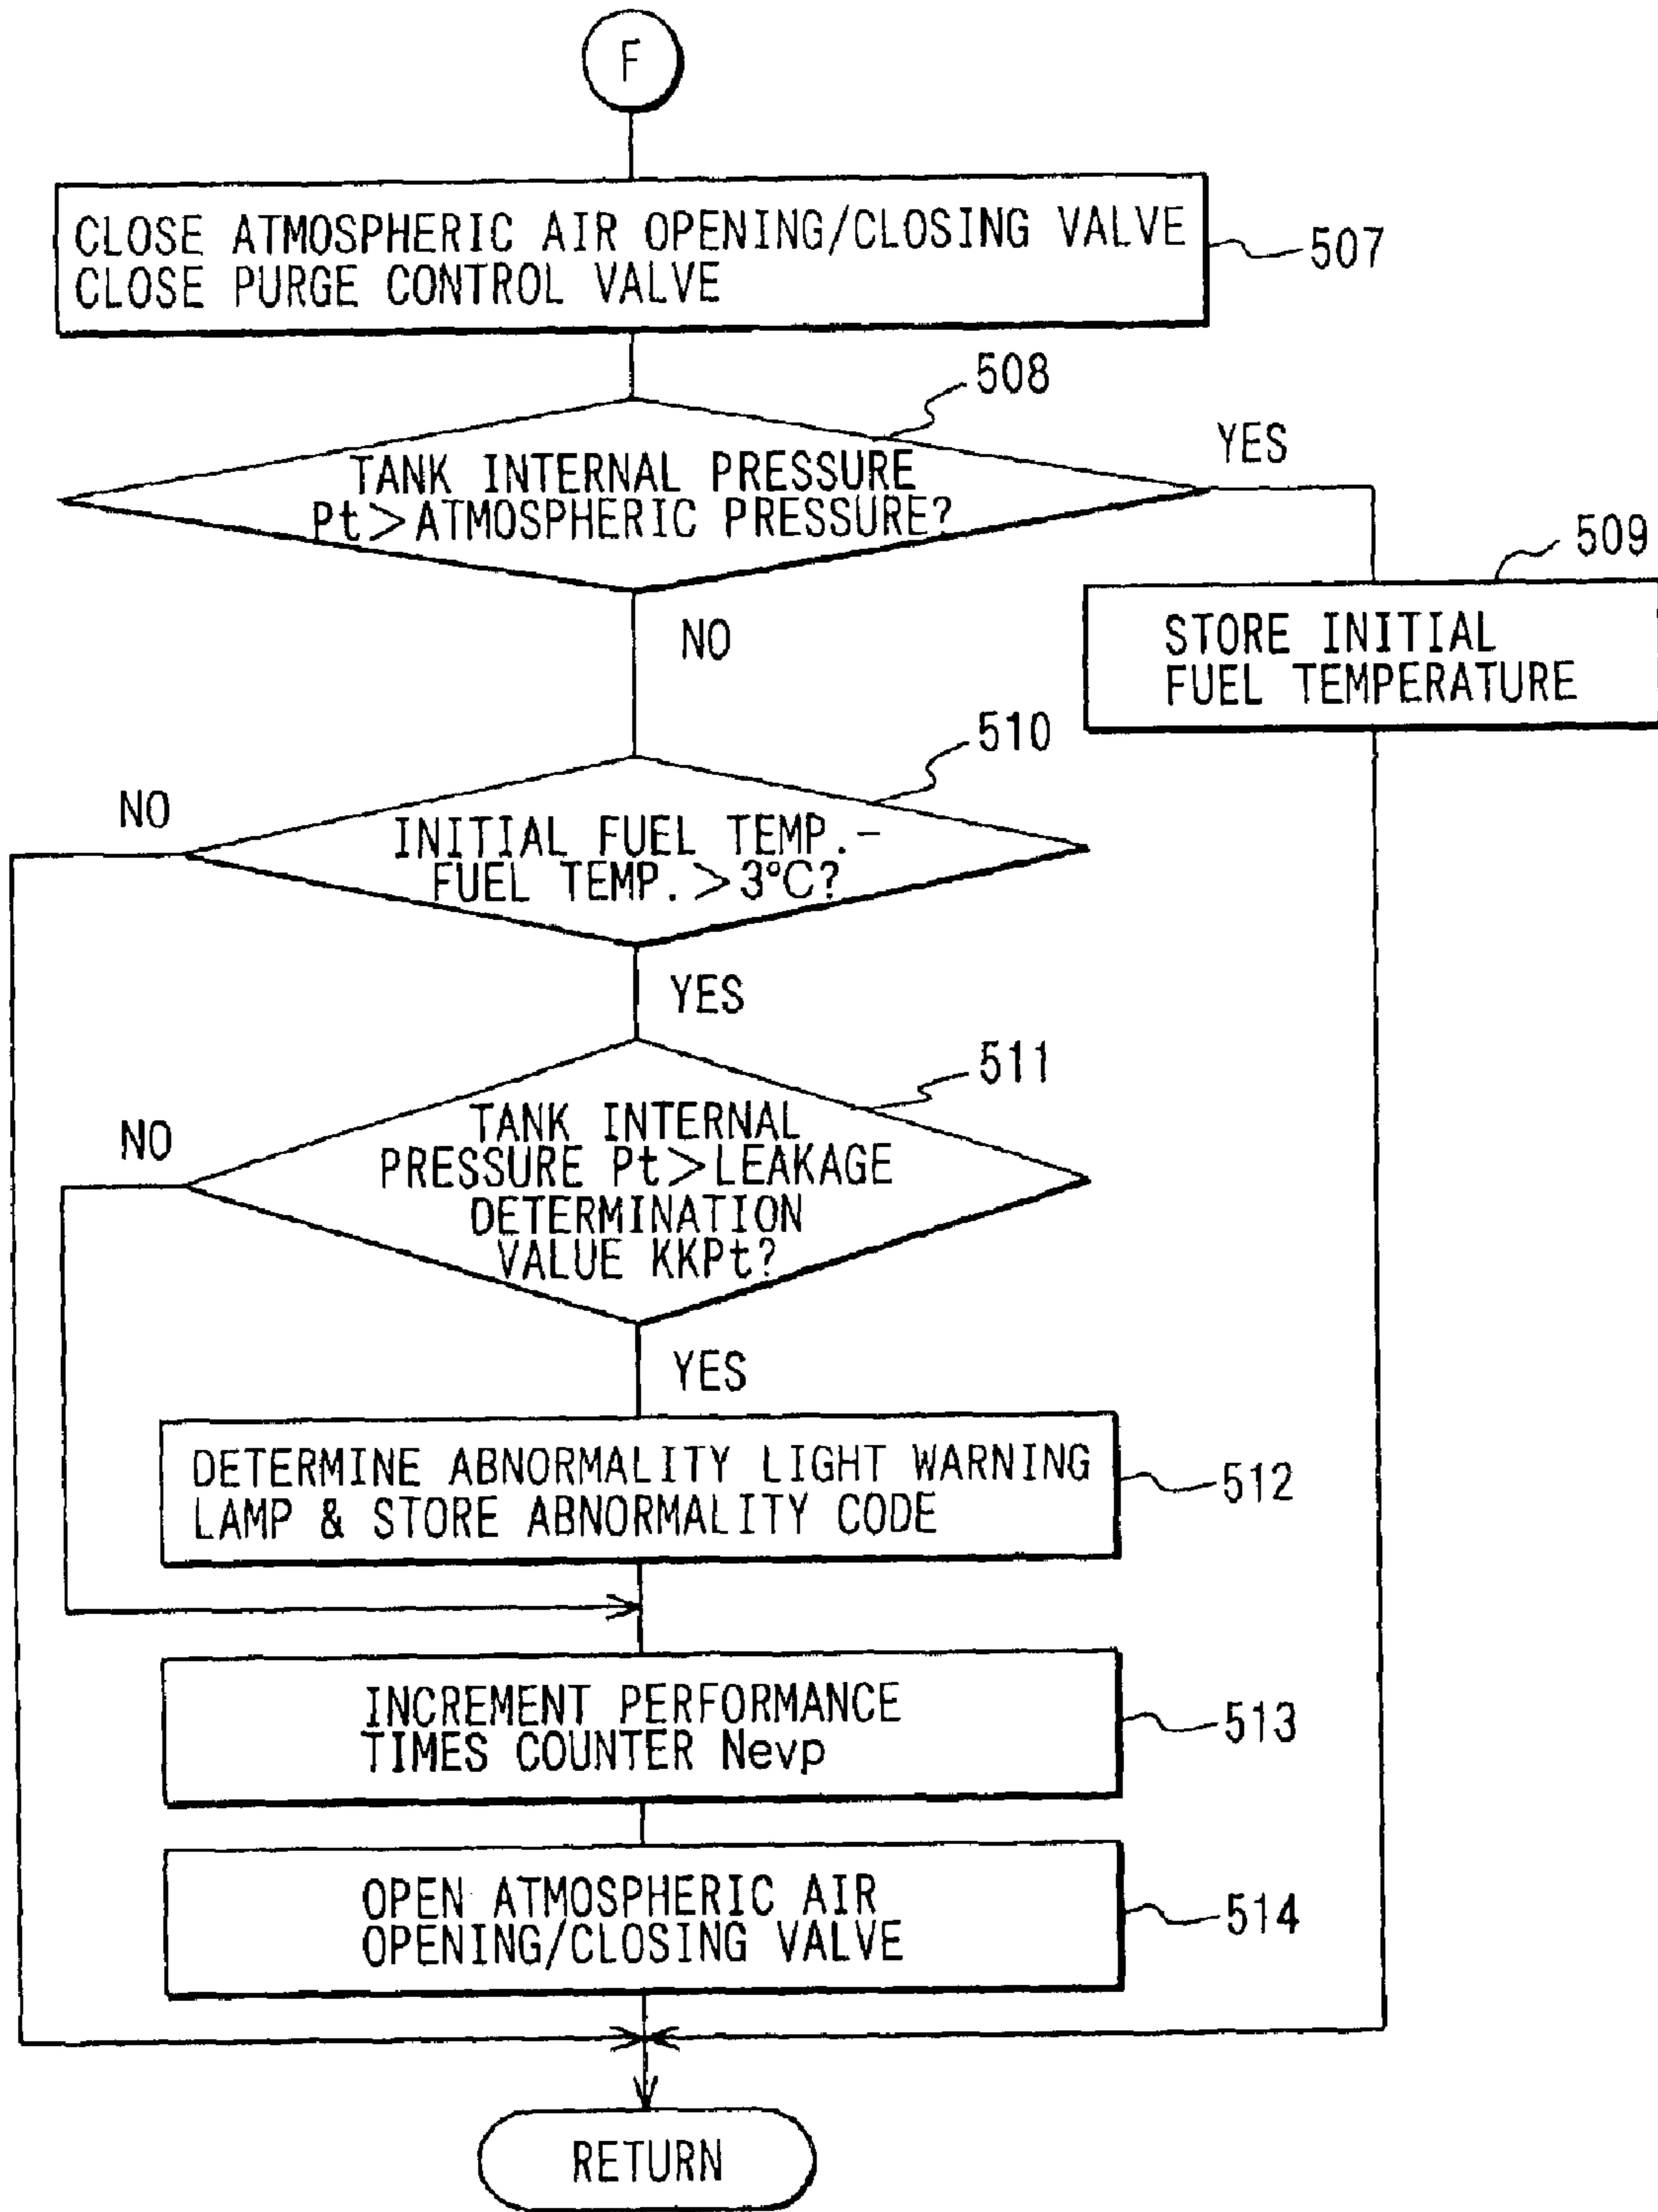 F
CLOSE ATMOSPHERIC AIR OPENING/CLOSING VALVE
CLOSE PURGE CONTROL VALVE
507
508
TANK INTERNAL PRESSURE
Pt>ATMOSPHERIC PRESSURE?
YES
509
STORE INITIAL
FUEL TEMPERATURE
NO
510
NO
INITIAL FUEL TEMP.-
FUEL TEMP.>3°C?
YES
511
NO
TANK INTERNAL
PRESSURE Pt>LEAKAGE
DETERMINATION
VALUE KKPt?
YES
DETERMINE ABNORMALITY LIGHT WARNING
LAMP & STORE ABNORMALITY CODE
512
INCREMENT PERFORMANCE
TIMES COUNTER Nevp
513
OPEN ATMOSPHERIC AIR
OPENING/CLOSING VALVE
514
RETURN